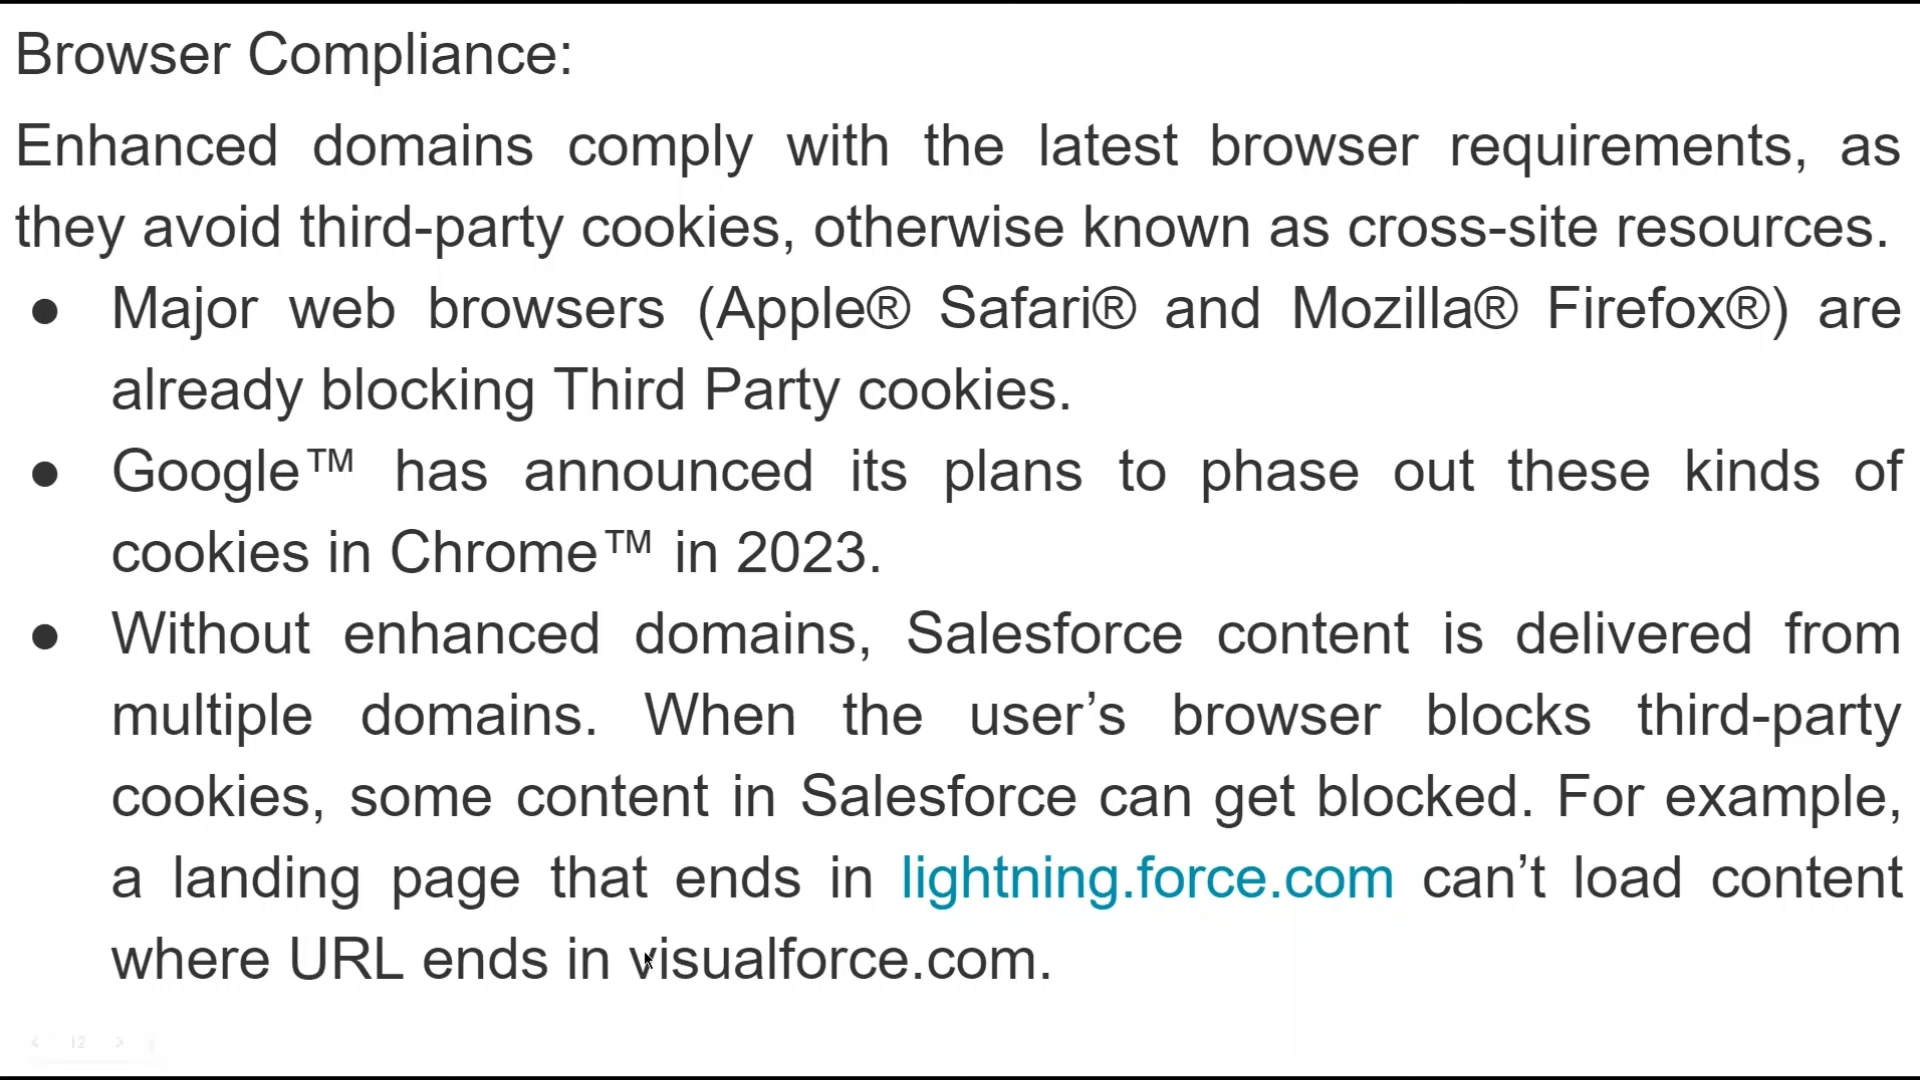 Browser Compliance:
Enhanced domains comply with the latest browser requirements, as
they avoid third-party cookies, otherwise known as cross-site resources.
● Major web browsers (Apple® Safari® and Mozilla® Firefox®) are
already blocking Third Party cookies.
● Google™ has announced its plans to phase out these kinds of
cookies in Chrome™ in 2023.
● Without enhanced domains, Salesforce content is delivered from
multiple domains. When the user’s browser blocks third-party
cookies, some content in Salesforce can get blocked. For example,
a landing page that ends in lightning.force.com can’t load content
where URL ends in visualforce.com.
12